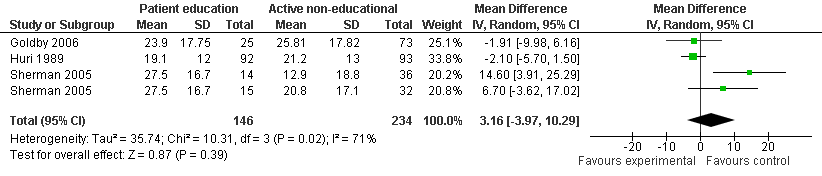 Patient education Active non-educational Mean Difference Mean Difference
Study or Subgroup Mean SD Total Mean SD Total Weight IV, Random, 95% CI IV, Random, 95% CI
Goldby 2006 23.9 17.75 25 25.81 17.82 73 25.1% -1.91 [-9.98, 6.16]
Huri 1989 19.1 12 92 21.2 13 93 33.8% -2.10 [-5.70, 1.50]
Sherman 2005 27.5 16.7 14 12.9 18.8 36 20.2% 14.60 [3.91, 25.29]
Sherman 2005 27.5 16.7 15 20.8 17.1 32 20.8% 6.70 [-3.62, 17.02]
Total (95% CI) 146 234 100.0% 3.16 [-3.97, 10.29]
Heterogeneity: Tau² = 35.74; Chi² = 10.31, df = 3 (P = 0.02); I² = 71%
Test for overall effect: Z = 0.87 (P = 0.39)
-20 -10 0 10 20
Favours experimental Favours control